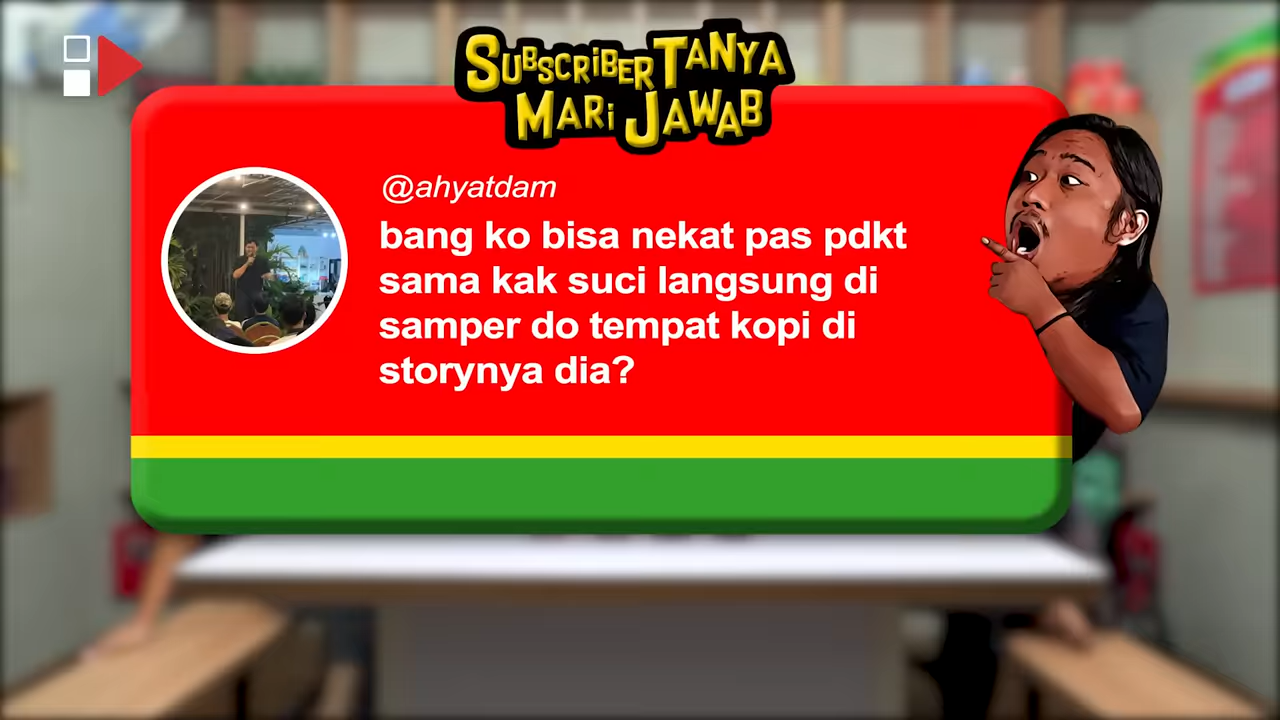 SUBSCRIBER TANYA
MARI JAWAB
@ahyatdam
bang ko bisa nekat pas pdkt
sama kak suci langsung di
samper do tempat kopi di
storynya dia?